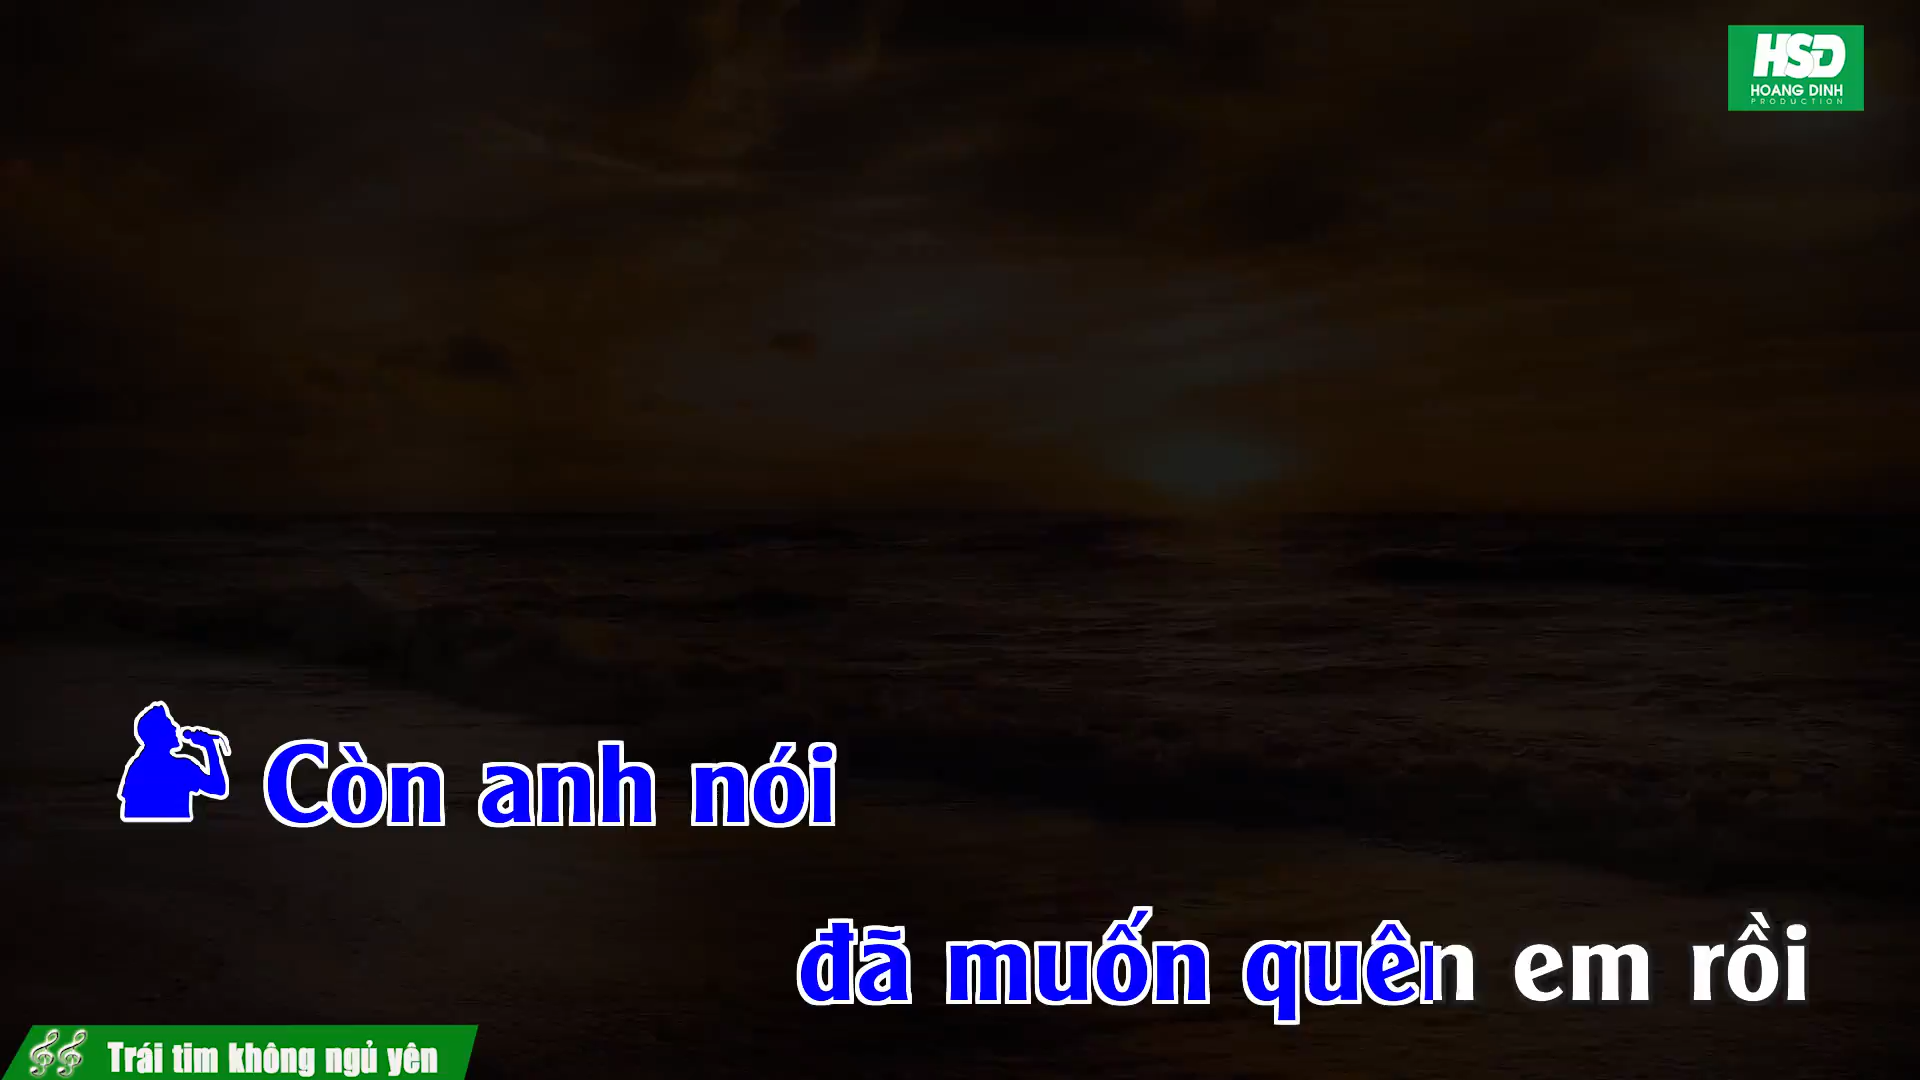 HSD
HOANG DINH
PRODUCTION
Còn anh nói
đã muốn quên em rồi
Trái tim không ngủ yên